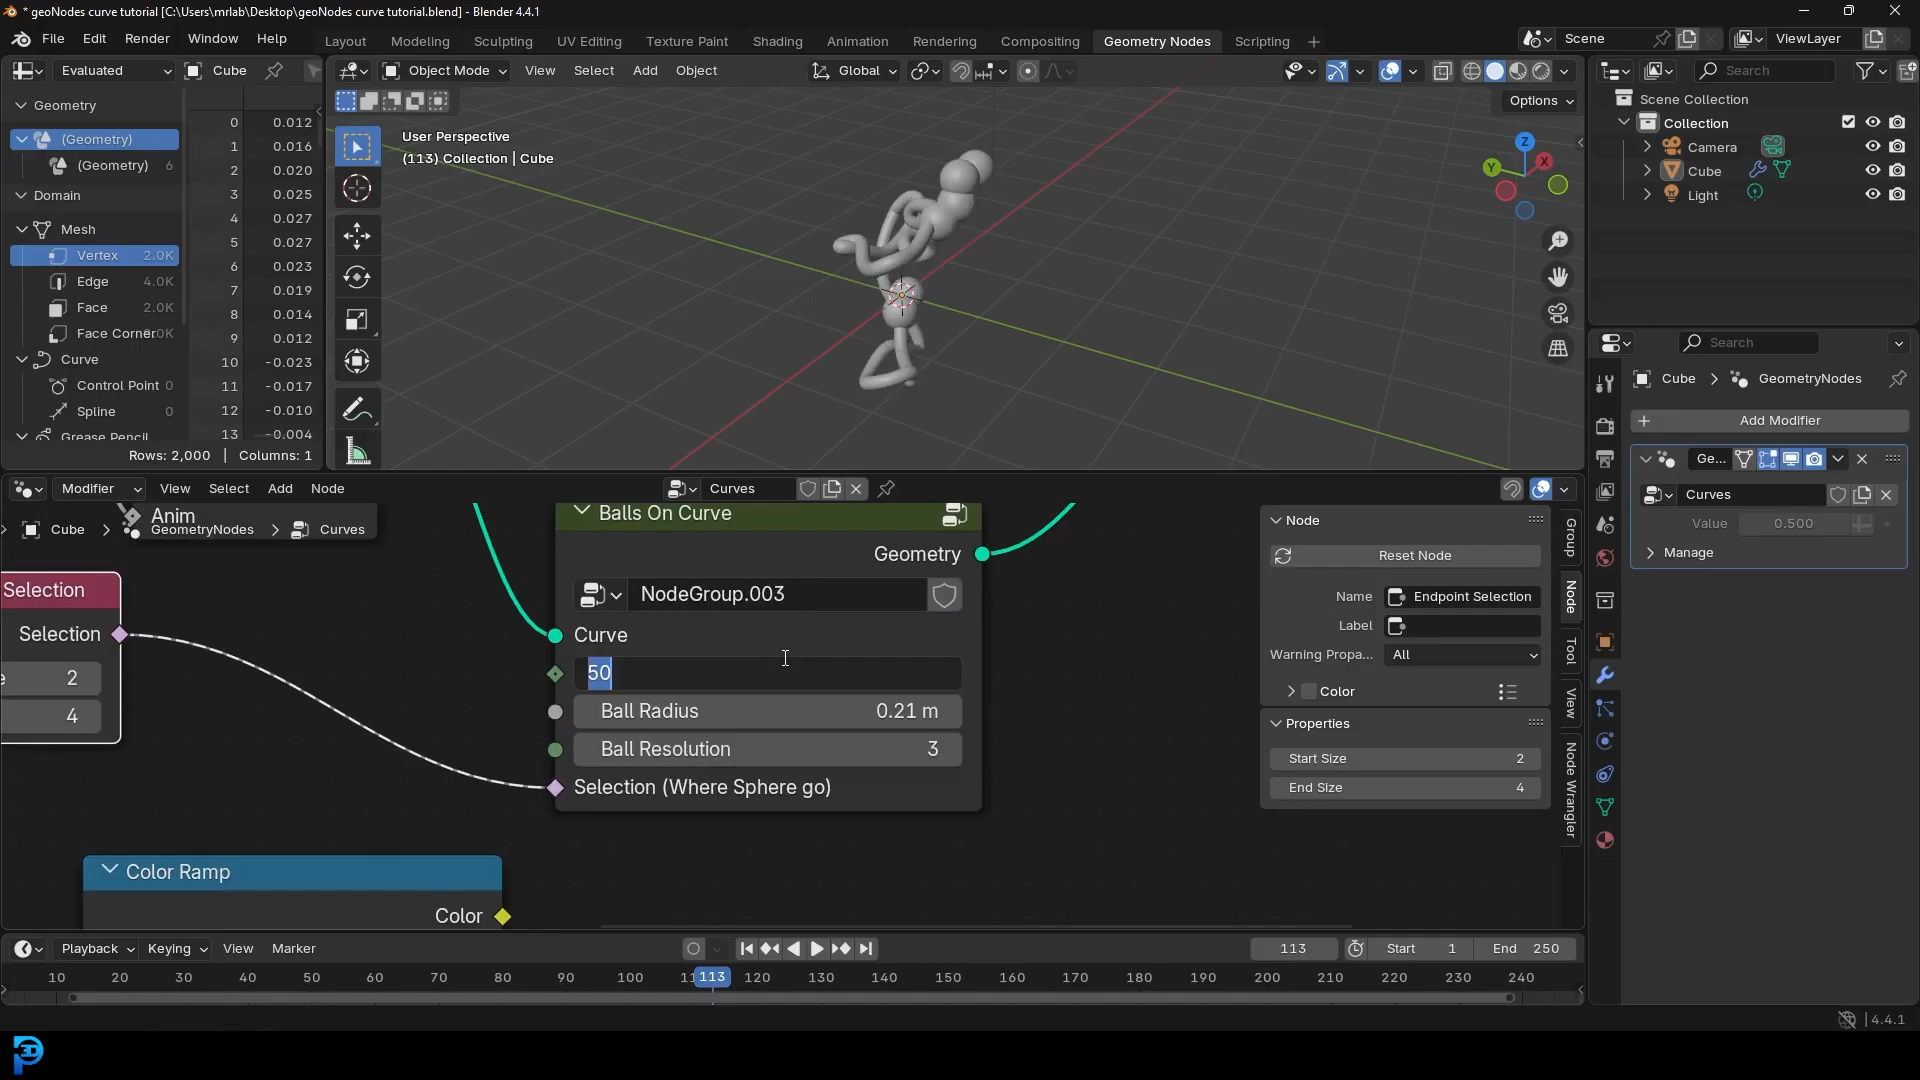 * geoNodes curve tutorial [C:\Users\mrlab\Desktop\geoNodes curve tutorial.blend] - Blender 4.4.1
File Edit Render Window Help
Layout Modeling Sculpting UV Editing Texture Paint Shading Animation Rendering Compositing Geometry Nodes Scripting +
Scene
ViewLayer
Evaluated
Cube
Object Mode View Select Add Object
Global
Options
Geometry
(Geometry)
(Geometry) 6
Domain
Mesh
Vertex 2.0K
Edge 4.0K
Face 2.0K
Face Corner
Curve
Control Point 0
Spline 0
Grease Pencil
0 0.012
1 0.016
2 0.020
3 0.025
4 0.027
5 0.027
6 0.023
7 0.019
8 0.014
9 0.012
10 -0.023
11 -0.017
12 -0.010
13 -0.004
Rows: 2,000 | Columns: 1
User Perspective
(113) Collection | Cube
Z
Y
X
Search
Scene Collection
Collection
Camera
Cube
Light
Search
Cube > GeometryNodes
Add Modifier
Ge...
Curves
Value 0.500
Manage
Modifier View Select Add Node
Curves
Anim
Cube > GeometryNodes > Curves
Selection
Selection
2
4
Balls On Curve
Geometry
NodeGroup.003
Curve
50
Ball Radius 0.21 m
Ball Resolution 3
Selection (Where Sphere go)
Color Ramp
Color
Node
Reset Node
Name Endpoint Selection
Label
Warning Propa... All
Color
Properties
Start Size 2
End Size 4
Group
Node
Tool
View
Node Wrangler
Playback Keying View Marker
113
Start 1
End 250
10 20 30 40 50 60 70 80 90 100 113 120 130 140 150 160 170 180 190 200 210 220 230 240
4.4.1